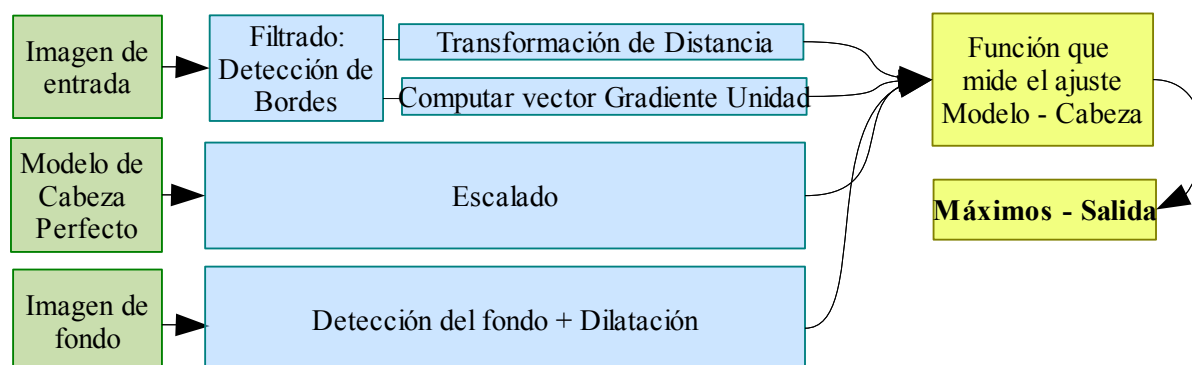 Imagen de
entrada
Filtrado:
Detección de
Bordes
Transformación de Distancia
Computar vector Gradiente Unidad
Función que
mide el ajuste
Modelo - Cabeza
Modelo de
Cabeza
Perfecto
Escalado
Máximos - Salida
Imagen de
fondo
Detección del fondo + Dilatación